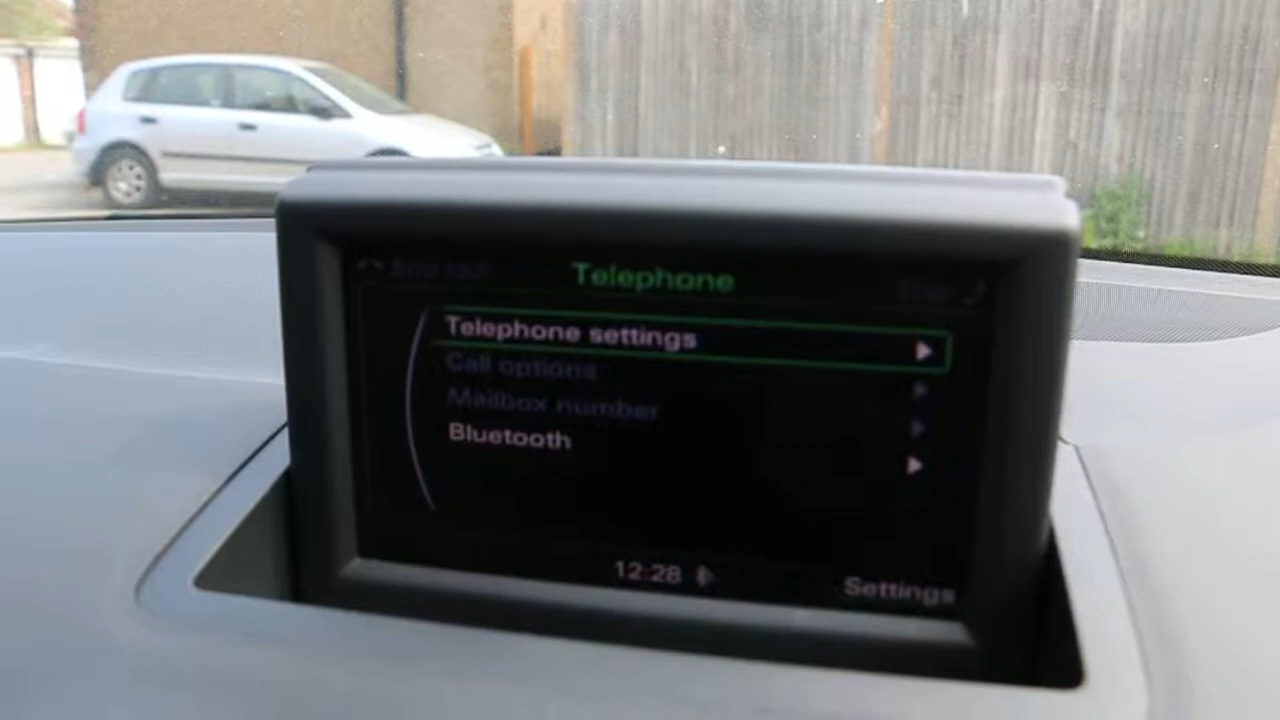 Telephone
Telephone settings
Call options
Mailbox number
Bluetooth
12:28
Settings